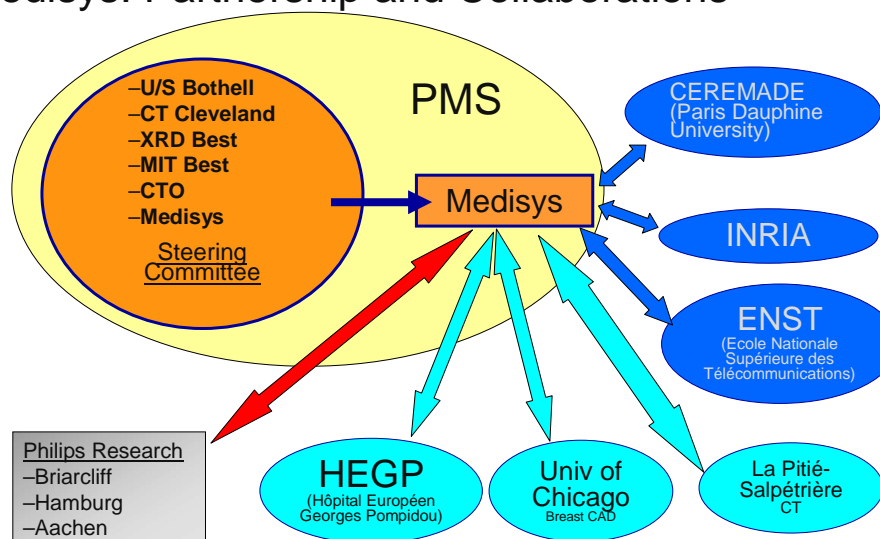 edisys: Partnership and Collaborations
–U/S Bothell
–CT Cleveland
–XRD Best
–MIT Best
–CTO
–Medisys
Steering
Committee
PMS
Medisys
CEREMADE
(Paris Dauphine
University)
INRIA
ENST
(Ecole Nationale
Supérieure des
Télécommunications)
Philips Research
–Briarcliff
–Hamburg
–Aachen
HEGP
(Hôpital Européen
Georges Pompidou)
Univ of
Chicago
Breast CAD
La Pitié-
Salpétrière
CT